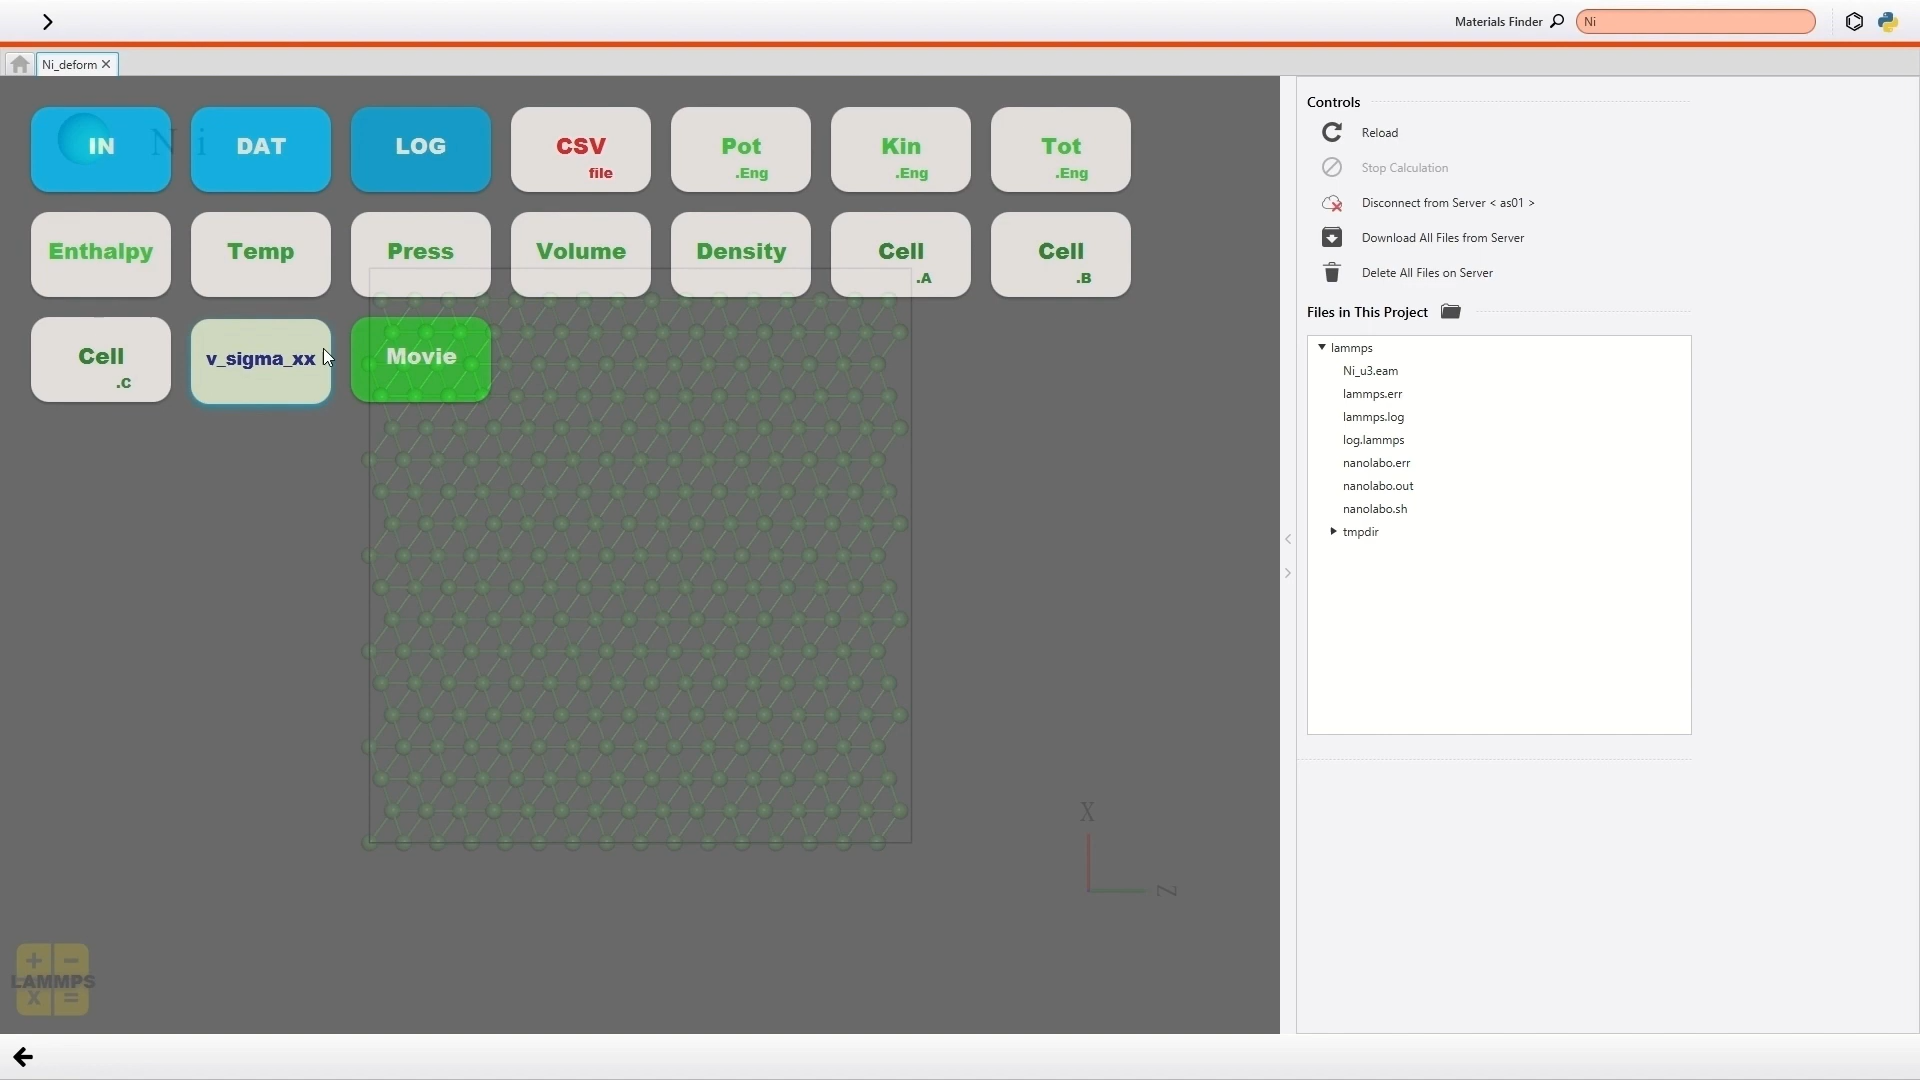 Materials Finder
Ni
Ni_deform
IN
Ni
DAT
LOG
CSV
file
Pot
.Eng
Kin
.Eng
Tot
.Eng
Enthalpy
Temp
Press
Volume
Density
Cell
.A
Cell
.B
Cell
.C
v_sigma_xx
Movie
X
Z
+ −
LAMMPS
x =
Controls
Reload
Stop Calculation
Disconnect from Server < as01 >
Download All Files from Server
Delete All Files on Server
Files in This Project
lammps
Ni_u3.eam
lammps.err
lammps.log
log.lammps
nanolabo.err
nanolabo.out
nanolabo.sh
tmpdir